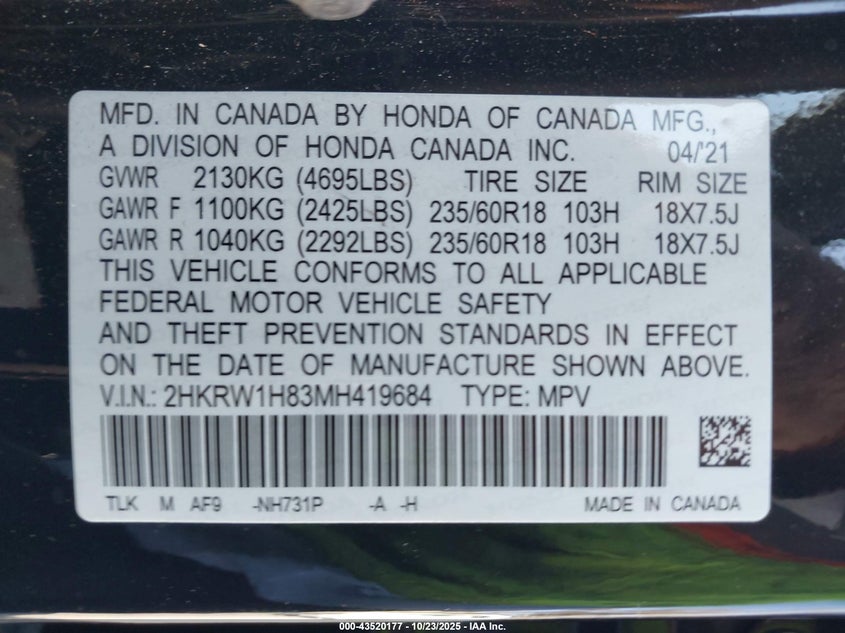 MFD. IN CANADA BY HONDA OF CANADA MFG.,
A DIVISION OF HONDA CANADA INC. 04/'21
GVWR 2130KG (4695LBS) TIRE SIZE RIM SIZE
GAWR F 1100KG (2425LBS) 235/60R18 103H 18X7.5J
GAWR R 1040KG (2292LBS) 235/60R18 103H 18X7.5J
THIS VEHICLE CONFORMS TO ALL APPLICABLE
FEDERAL MOTOR VEHICLE SAFETY
AND THEFT PREVENTION STANDARDS IN EFFECT
ON THE DATE OF MANUFACTURE SHOWN ABOVE.
V.I.N.: 2HKRW1H83MH419684 TYPE: MPV
TLK M AF9 -NH731P -A -H MADE IN CANADA
000-43520177 - 10/23/2025 - IAA Inc.